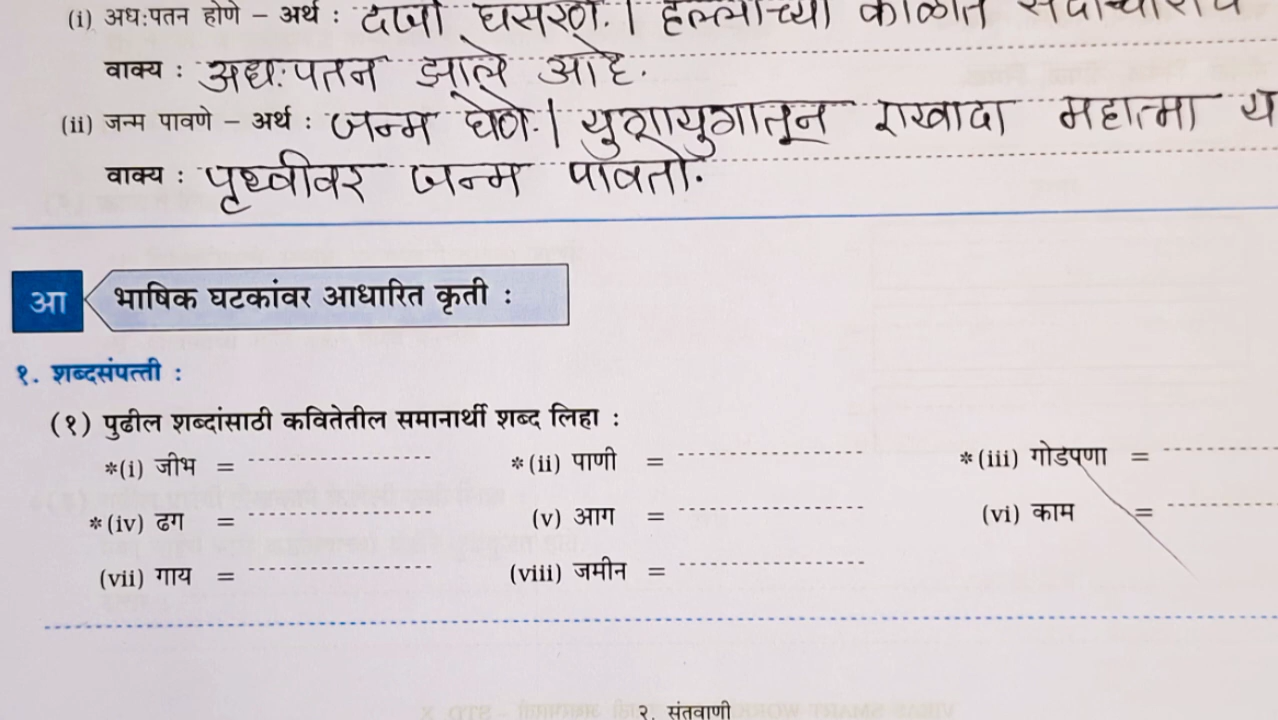 (i) अध:पतन होणे – अर्थ : दर्जा घसरणे. | हल्लीच्या काळात
वाक्य : अध:पतन झाले आहे.
(ii) जन्म पावणे – अर्थ : जन्म घेणे. | युगायुगातून एखादा महात्मा य
वाक्य : पृथ्वीवर जन्म पावतो.
आ भाषिक घटकांवर आधारित कृती :
१. शब्दसंपत्ती :
(१) पुढील शब्दांसाठी कवितेतील समानार्थी शब्द लिहा :
*(i) जीभ = *(ii) पाणी = *(iii) गोडपणा =
*(iv) ढग = (v) आग = (vi) काम =
(vii) गाय = (viii) जमीन =
२. संतवाणी